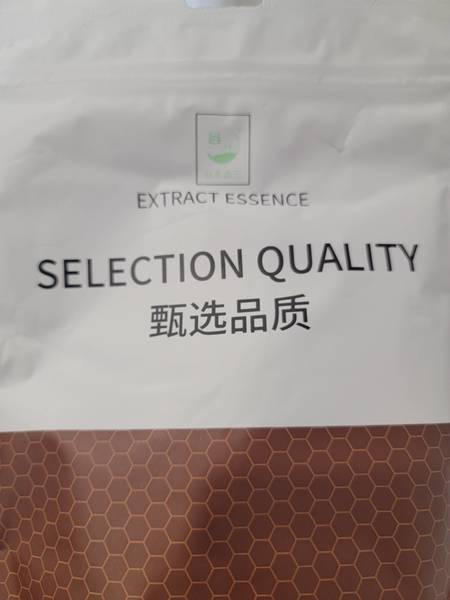 EXTRACT ESSENCE
SELECTION QUALITY
甄选品质